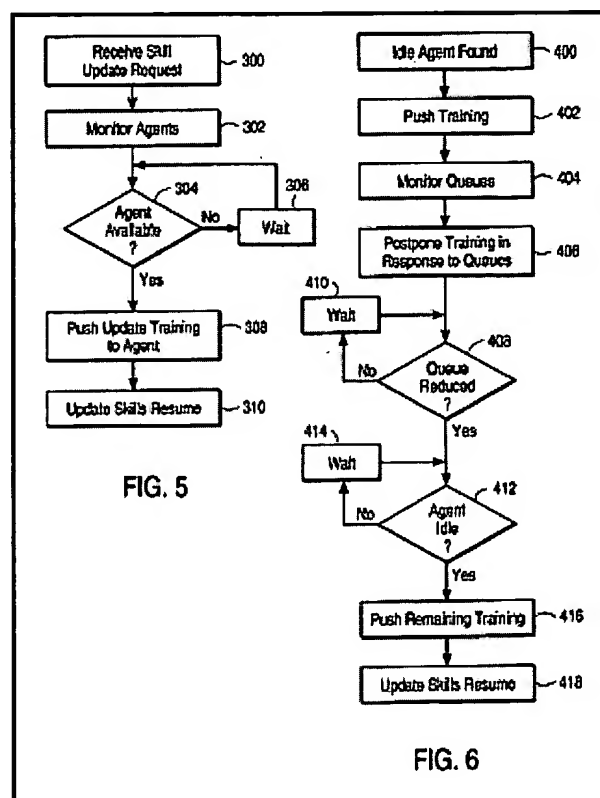 Receive Skill
Update Request
300
Monitor Agents
302
304
Agent
Available
?
No
306
Wait
Yes
Push Update Training
to Agent
308
Update Skills Resume
310
FIG. 5
Idle Agent Found
400
Push Training
402
Monitor Queues
404
Postpone Training in
Response to Queues
406
410
Wait
408
Queue
Reduced
?
No
Yes
414
Wait
412
Agent
Idle
?
No
Yes
Push Remaining Training
416
Update Skills Resume
418
FIG. 6